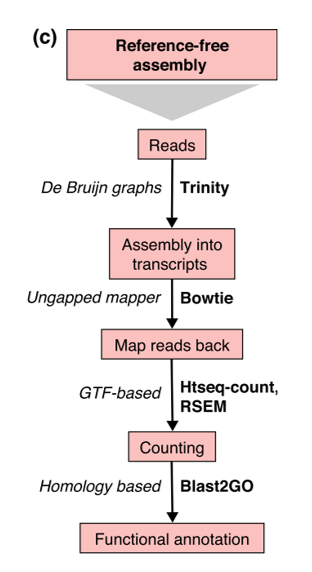 (c)
Reference-free
assembly
Reads
De Bruijn graphs Trinity
Assembly into
transcripts
Ungapped mapper Bowtie
Map reads back
GTF-based Htseq-count,
RSEM
Counting
Homology based Blast2GO
Functional annotation